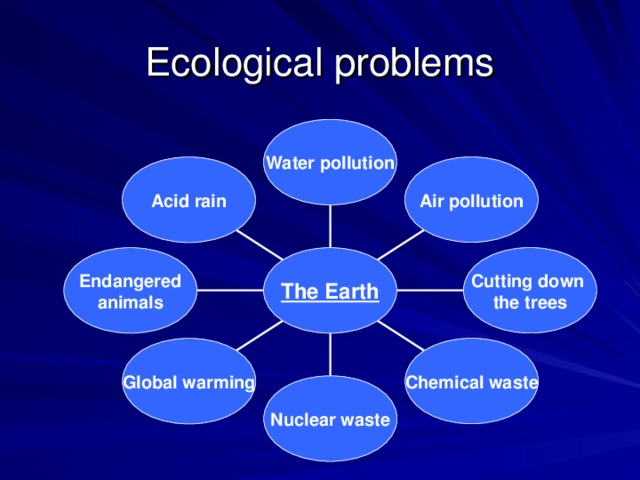 Ecological problems
Water pollution
Acid rain
Air pollution
Endangered
animals
The Earth
Cutting down
the trees
Global warming
Chemical waste
Nuclear waste